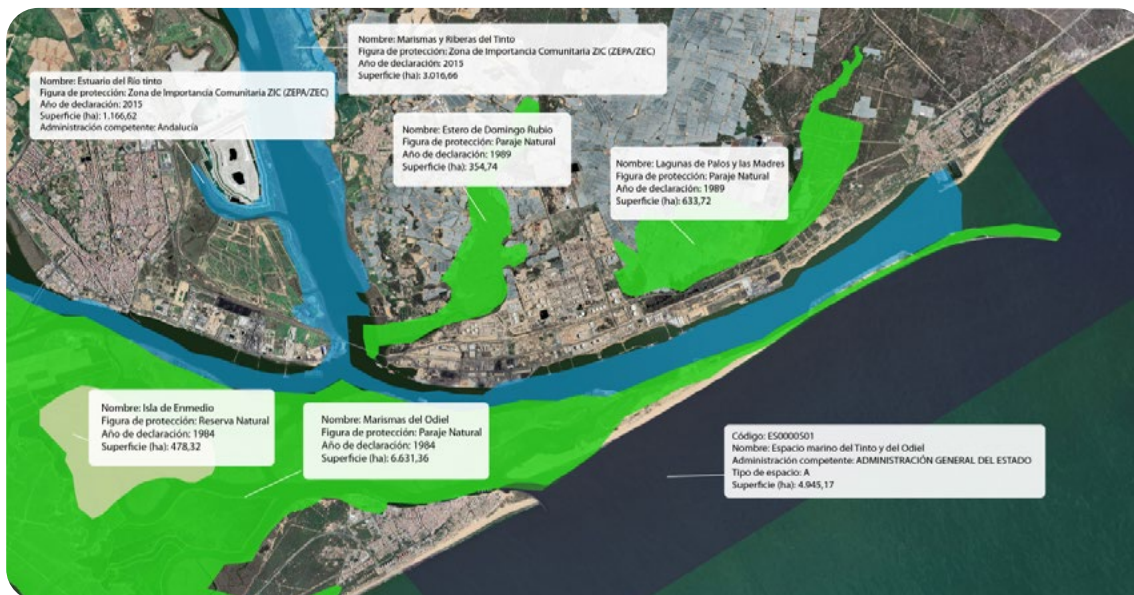 Nombre: Marismas y Riberas del Tinto
Figura de protección: Zona de Importancia Comunitaria ZIC (ZEPA/ZEC)
Año de declaración: 2015
Superficie (ha): 3.016,66
Nombre: Estuario del Río tinto
Figura de protección: Zona de Importancia Comunitaria ZIC (ZEPA/ZEC)
Año de declaración: 2015
Superficie (ha): 1.166,62
Administración competente: Andalucía
Nombre: Estero de Domingo Rubio
Figura de protección: Paraje Natural
Año de declaración: 1989
Superficie (ha): 354,74
Nombre: Lagunas de Palos y las Madres
Figura de protección: Paraje Natural
Año de declaración: 1989
Superficie (ha): 633,72
Nombre: Isla de Enmedio
Figura de protección: Reserva Natural
Año de declaración: 1984
Superficie (ha): 478,32
Nombre: Marismas del Odiel
Figura de protección: Paraje Natural
Año de declaración: 1984
Superficie (ha): 6.631,36
Código: ES0000501
Nombre: Espacio marino del Tinto y del Odiel
Administración competente: ADMINISTRACIÓN GENERAL DEL ESTADO
Tipo de espacio: A
Superficie (ha): 4.945,17